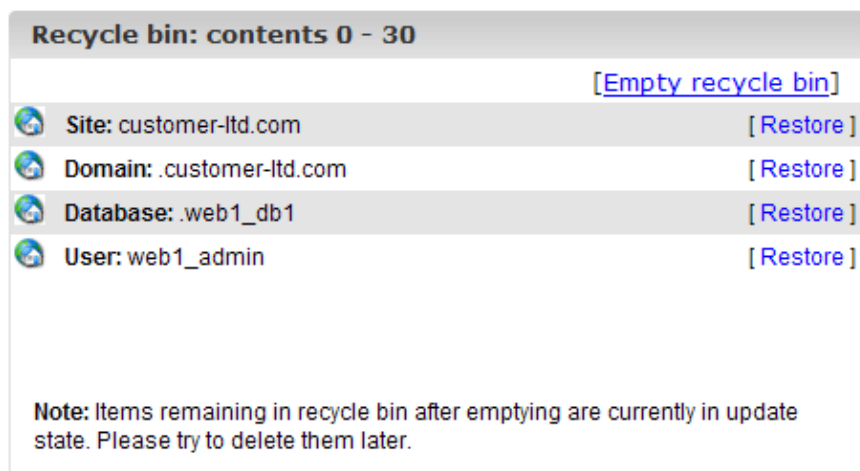 Recycle bin: contents 0 - 30
[Empty recycle bin]
Site: customer-ltd.com [ Restore ]
Domain: .customer-ltd.com [ Restore ]
Database: .web1_db1 [ Restore ]
User: web1_admin [ Restore ]
Note: Items remaining in recycle bin after emptying are currently in update
state. Please try to delete them later.